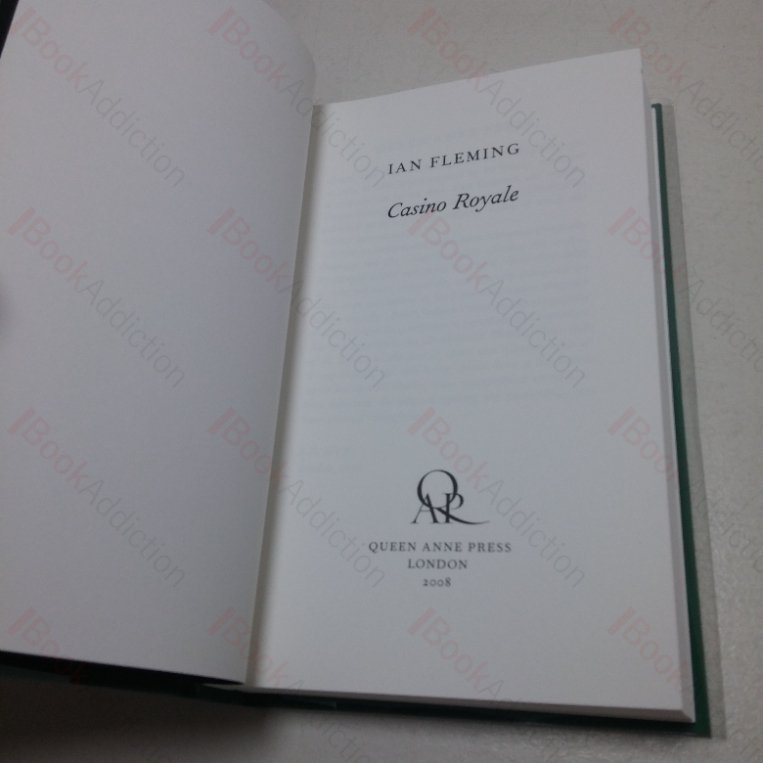 IAN FLEMING
Casino Royale
QAP
QUEEN ANNE PRESS
LONDON
2008
BookAddiction